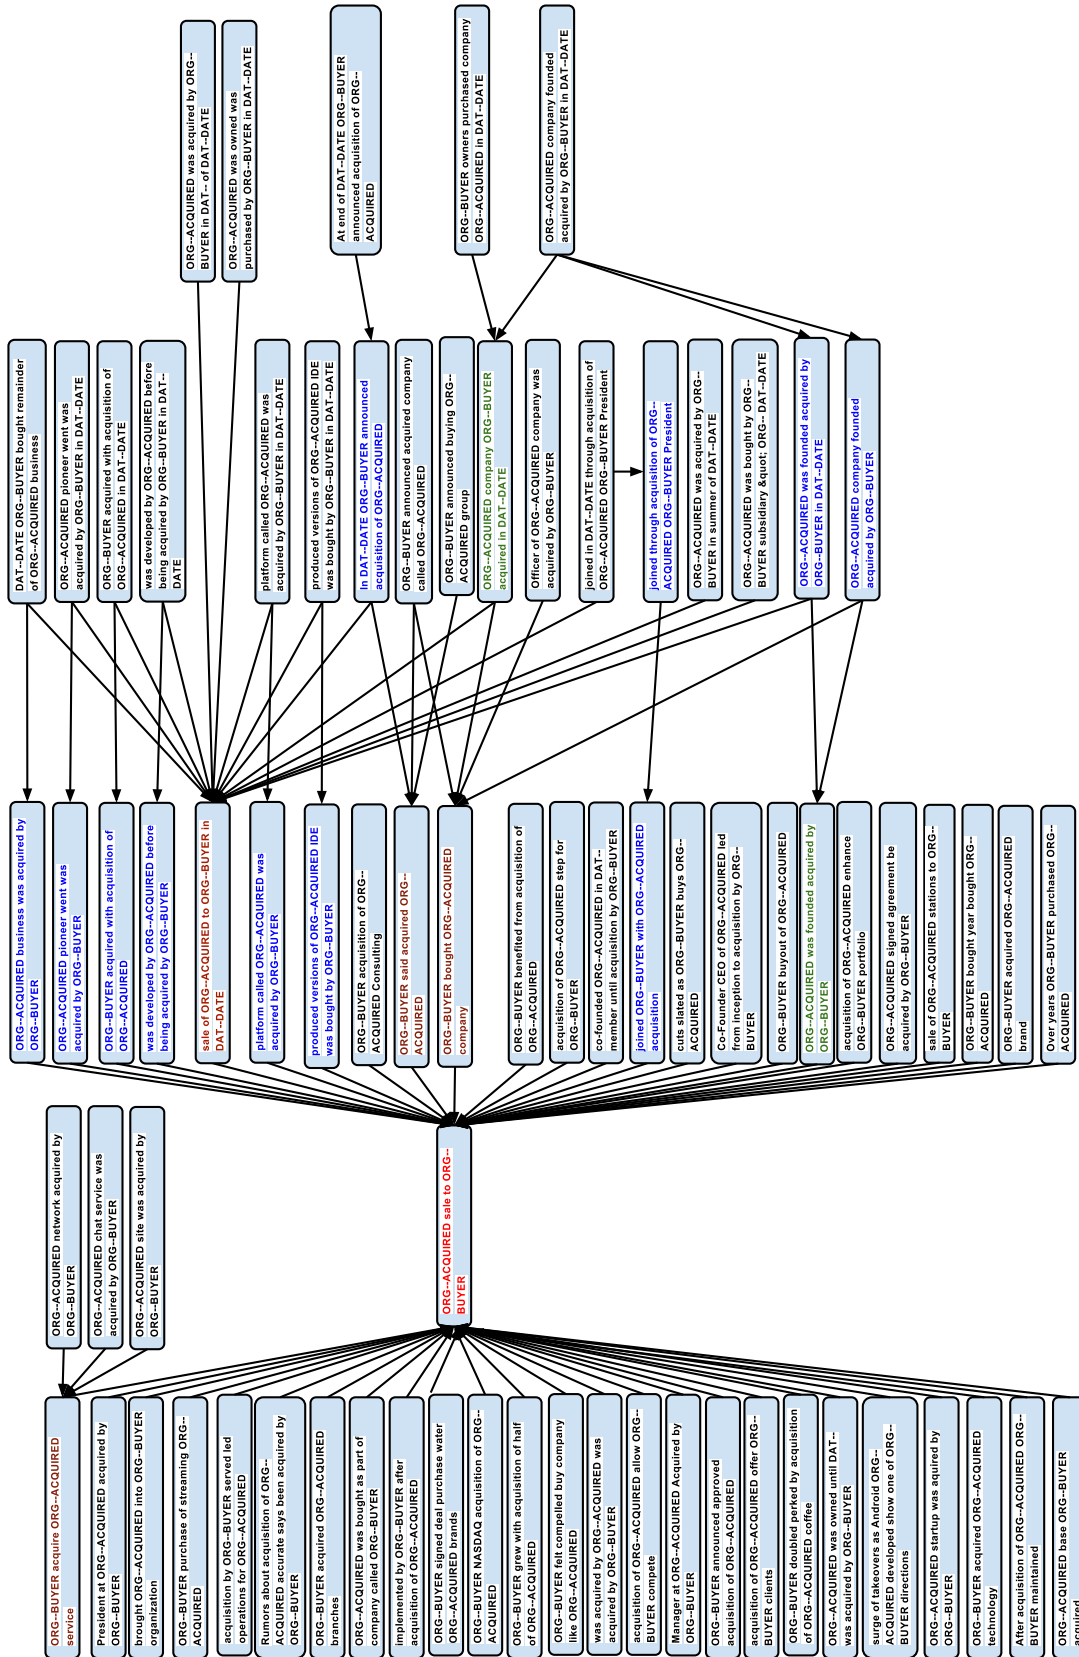 ORG--ACQUIRED was acquired by ORG--
BUYER in DAT-- of DAT--DATE
ORG--ACQUIRED was owned was
purchased by ORG--BUYER in DAT--DATE
At end of DAT--DATE ORG--BUYER
announced acquisition of ORG--
ACQUIRED
ORG--BUYER owners purchased company
ORG--ACQUIRED in DAT--DATE
ORG--ACQUIRED company founded
acquired by ORG--BUYER in DAT--DATE
DAT--DATE ORG--BUYER bought remainder
of ORG--ACQUIRED business
ORG--ACQUIRED pioneer went was
acquired by ORG--BUYER in DAT--DATE
ORG--BUYER acquired with acquisition of
ORG--ACQUIRED in DAT--DATE
was developed by ORG--ACQUIRED before
being acquired by ORG--BUYER in DAT--
DATE
platform called ORG--ACQUIRED was
acquired by ORG--BUYER in DAT--DATE
produced versions of ORG--ACQUIRED IDE
was bought by ORG--BUYER in DAT--DATE
In DAT--DATE ORG--BUYER announced
acquisition of ORG--ACQUIRED
ORG--BUYER announced acquired company
called ORG--ACQUIRED
ORG--BUYER announced buying ORG--
ACQUIRED group
ORG--ACQUIRED company ORG--BUYER
acquired in DAT--DATE
Officer of ORG--ACQUIRED company was
acquired by ORG--BUYER
joined in DAT--DATE through acquisition of
ORG--ACQUIRED ORG--BUYER President
joined through acquisition of ORG--
ACQUIRED ORG--BUYER President
ORG--ACQUIRED was acquired by ORG--
BUYER in summer of DAT--DATE
ORG--ACQUIRED was bought by ORG--
BUYER subsidiary &quot; ORG-- DAT--DATE
ORG--ACQUIRED was founded acquired by
ORG--BUYER in DAT--DATE
ORG--ACQUIRED company founded
acquired by ORG--BUYER
ORG--ACQUIRED business was acquired by
ORG--BUYER
ORG--ACQUIRED pioneer went was
acquired by ORG--BUYER
ORG--BUYER acquired with acquisition of
ORG--ACQUIRED
was developed by ORG--ACQUIRED before
being acquired by ORG--BUYER
sale of ORG--ACQUIRED to ORG--BUYER in
DAT--DATE
platform called ORG--ACQUIRED was
acquired by ORG--BUYER
produced versions of ORG--ACQUIRED IDE
was bought by ORG--BUYER
ORG--BUYER acquisition of ORG--
ACQUIRED Consulting
ORG--BUYER said acquired ORG--
ACQUIRED
ORG--BUYER bought ORG--ACQUIRED
company
ORG--BUYER benefited from acquisition of
ORG--ACQUIRED
acquisition of ORG--ACQUIRED step for
ORG--BUYER
co-founded ORG--ACQUIRED in DAT--
member until acquisition by ORG--BUYER
joined ORG--BUYER with ORG--ACQUIRED
acquisition
cuts slated as ORG--BUYER buys ORG--
ACQUIRED
Co-Founder CEO of ORG--ACQUIRED led
from inception to acquisition by ORG--
BUYER
ORG--BUYER buyout of ORG--ACQUIRED
ORG--ACQUIRED was founded acquired by
ORG--BUYER
acquisition of ORG--ACQUIRED enhance
ORG--BUYER portfolio
ORG--ACQUIRED signed agreement be
acquired by ORG--BUYER
sale of ORG--ACQUIRED stations to ORG--
BUYER
ORG--BUYER bought year bought ORG--
ACQUIRED
ORG--BUYER acquired ORG--ACQUIRED
brand
Over years ORG--BUYER purchased ORG--
ACQUIRED
ORG--ACQUIRED network acquired by
ORG--BUYER
ORG--ACQUIRED chat service was
acquired by ORG--BUYER
ORG--ACQUIRED site was acquired by
ORG--BUYER
ORG--ACQUIRED sale to ORG--
BUYER
ORG--BUYER acquire ORG--ACQUIRED
service
President at ORG--ACQUIRED acquired by
ORG--BUYER
brought ORG--ACQUIRED into ORG--BUYER
organization
ORG--BUYER purchase of streaming ORG--
ACQUIRED
acquisition by ORG--BUYER served led
operations for ORG--ACQUIRED
Rumors about acquisition of ORG--
ACQUIRED accurate says been acquired by
ORG--BUYER
ORG--BUYER acquired ORG--ACQUIRED
branches
ORG--ACQUIRED was bought as part of
company called ORG--BUYER
implemented by ORG--BUYER after
acquisition of ORG--ACQUIRED
ORG--BUYER signed deal purchase water
ORG--ACQUIRED brands
ORG--BUYER NASDAQ acquisition of ORG--
ACQUIRED
ORG--BUYER grew with acquisition of half
of ORG--ACQUIRED
ORG--BUYER felt compelled buy company
like ORG--ACQUIRED
was acquired by ORG--ACQUIRED was
acquired by ORG--BUYER
acquisition of ORG--ACQUIRED allow ORG--
BUYER compete
Manager at ORG--ACQUIRED Acquired by
ORG--BUYER
ORG--BUYER announced approved
acquisition of ORG--ACQUIRED
acquisition of ORG--ACQUIRED offer ORG--
BUYER clients
ORG--BUYER doubled perked by acquisition
of ORG--ACQUIRED coffee
ORG--ACQUIRED was owned until DAT--
was acquired by ORG--BUYER
surge of takeovers as Android ORG--
ACQUIRED developed show one of ORG--
BUYER directions
ORG--ACQUIRED startup was acquired by
ORG--BUYER
ORG--BUYER acquired ORG--ACQUIRED
technology
After acquisition of ORG--ACQUIRED ORG--
BUYER maintained
ORG--ACQUIRED base ORG--BUYER
acquired